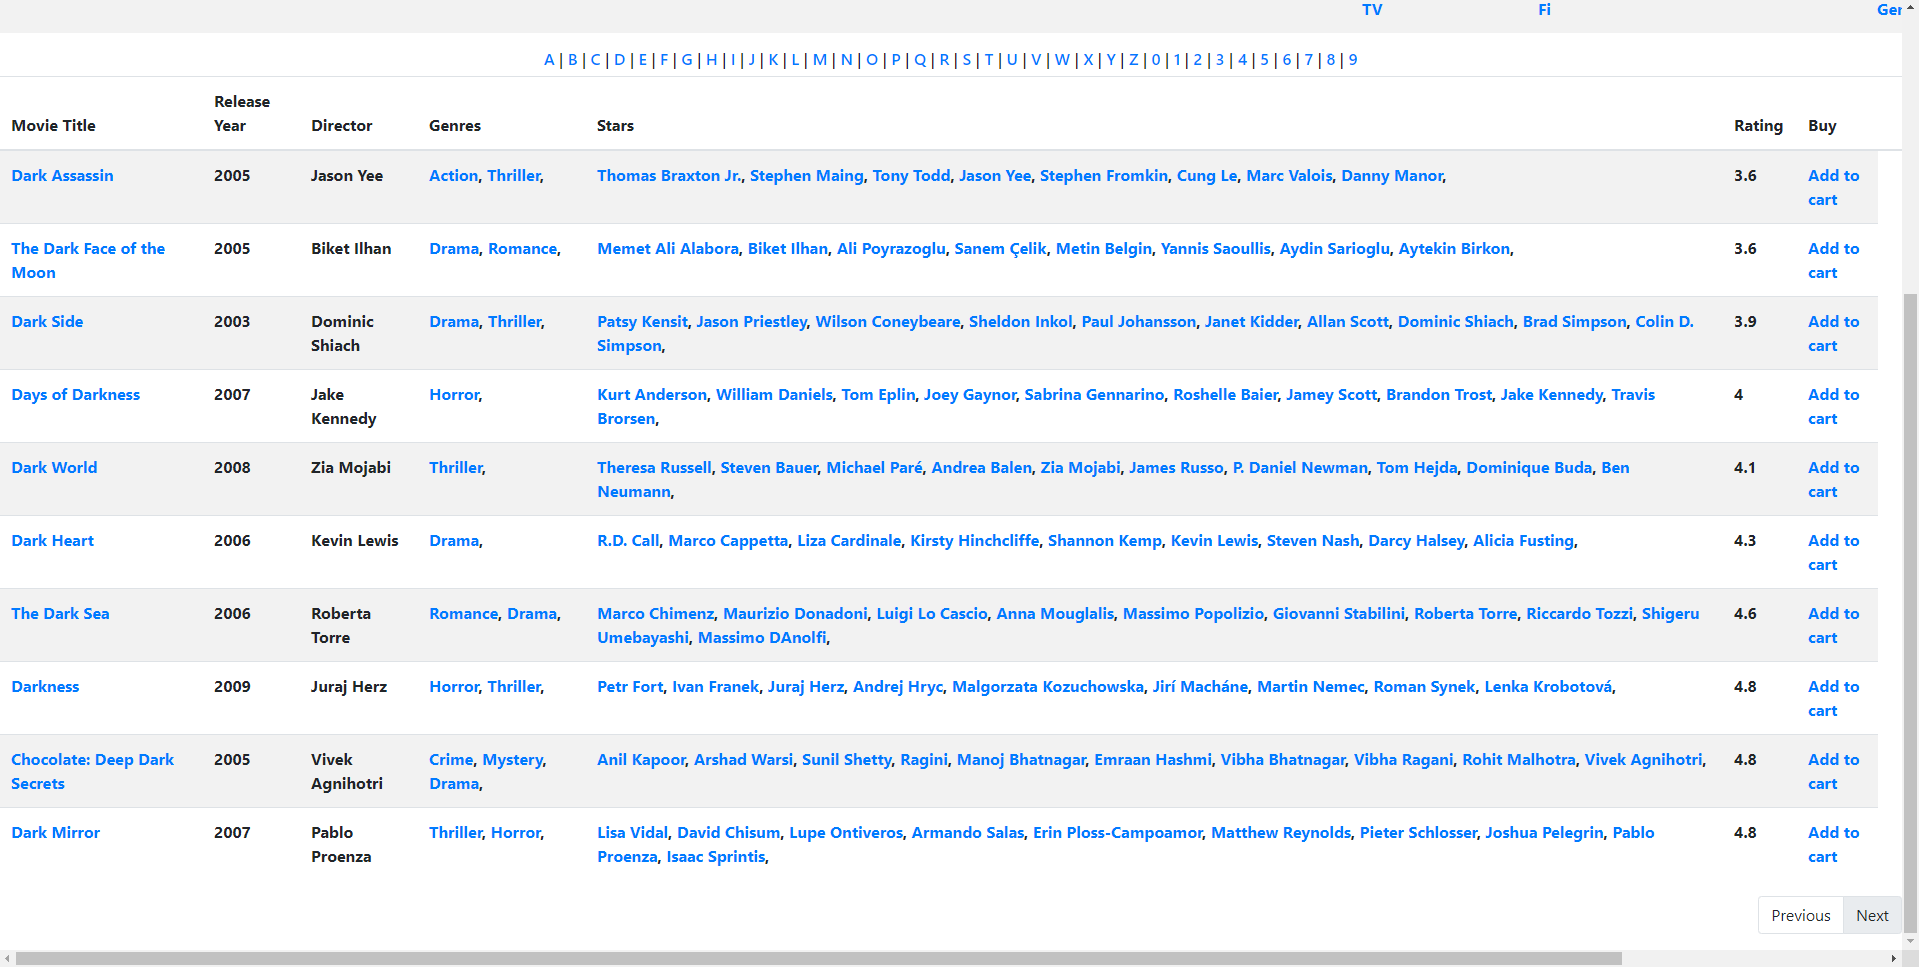 TV Fi Ger
A | B | C | D | E | F | G | H | I | J | K | L | M | N | O | P | Q | R | S | T | U | V | W | X | Y | Z | 0 | 1 | 2 | 3 | 4 | 5 | 6 | 7 | 8 | 9
Movie Title Release Year Director Genres Stars Rating Buy
Dark Assassin 2005 Jason Yee Action, Thriller, Thomas Braxton Jr., Stephen Maing, Tony Todd, Jason Yee, Stephen Fromkin, Cung Le, Marc Valois, Danny Manor, 3.6 Add to cart
The Dark Face of the Moon 2005 Biket Ilhan Drama, Romance, Memet Ali Alabora, Biket Ilhan, Ali Poyrazoglu, Sanem Çelik, Metin Belgin, Yannis Saoullis, Aydin Sarioglu, Aytekin Birkon, 3.6 Add to cart
Dark Side 2003 Dominic Shiach Drama, Thriller, Patsy Kensit, Jason Priestley, Wilson Coneybeare, Sheldon Inkol, Paul Johansson, Janet Kidder, Allan Scott, Dominic Shiach, Brad Simpson, Colin D. Simpson, 3.9 Add to cart
Days of Darkness 2007 Jake Kennedy Horror, Kurt Anderson, William Daniels, Tom Eplin, Joey Gaynor, Sabrina Gennarino, Roshelle Baier, Jamey Scott, Brandon Trost, Jake Kennedy, Travis Brorsen, 4 Add to cart
Dark World 2008 Zia Mojabi Thriller, Theresa Russell, Steven Bauer, Michael Paré, Andrea Balen, Zia Mojabi, James Russo, P. Daniel Newman, Tom Hejda, Dominique Buda, Ben Neumann, 4.1 Add to cart
Dark Heart 2006 Kevin Lewis Drama, R.D. Call, Marco Cappetta, Liza Cardinale, Kirsty Hinchcliffe, Shannon Kemp, Kevin Lewis, Steven Nash, Darcy Halsey, Alicia Fusting, 4.3 Add to cart
The Dark Sea 2006 Roberta Torre Romance, Drama, Marco Chimenz, Maurizio Donadoni, Luigi Lo Cascio, Anna Mouglalis, Massimo Popolizio, Giovanni Stabilini, Roberta Torre, Riccardo Tozzi, Shigeru Umebayashi, Massimo DAnolfi, 4.6 Add to cart
Darkness 2009 Juraj Herz Horror, Thriller, Petr Fort, Ivan Franek, Juraj Herz, Andrej Hryc, Malgorzata Kozuchowska, Jirí Macháne, Martin Nemec, Roman Synek, Lenka Krobotová, 4.8 Add to cart
Chocolate: Deep Dark Secrets 2005 Vivek Agnihotri Crime, Mystery, Drama, Anil Kapoor, Arshad Warsi, Sunil Shetty, Ragini, Manoj Bhatnagar, Emraan Hashmi, Vibha Bhatnagar, Vibha Ragani, Rohit Malhotra, Vivek Agnihotri, 4.8 Add to cart
Dark Mirror 2007 Pablo Proenza Thriller, Horror, Lisa Vidal, David Chisum, Lupe Ontiveros, Armando Salas, Erin Ploss-Campoamor, Matthew Reynolds, Pieter Schlosser, Joshua Pelegrin, Pablo Proenza, Isaac Sprintis, 4.8 Add to cart
Previous Next